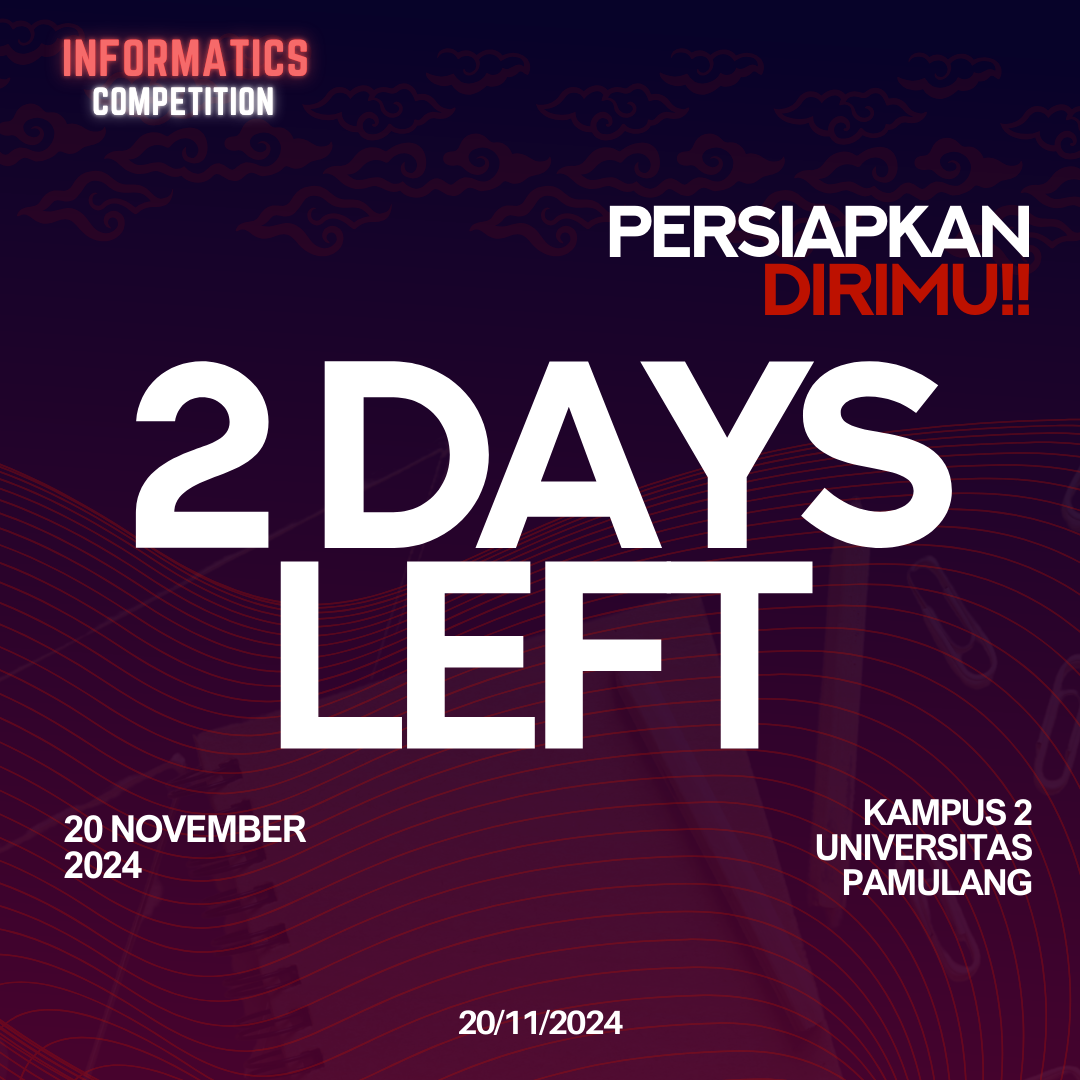 INFORMATICS
COMPETITION
PERSIAPKAN
DIRIMU!!
2 DAYS
LEFT
20 NOVEMBER
2024
KAMPUS 2
UNIVERSITAS
PAMULANG
20/11/2024